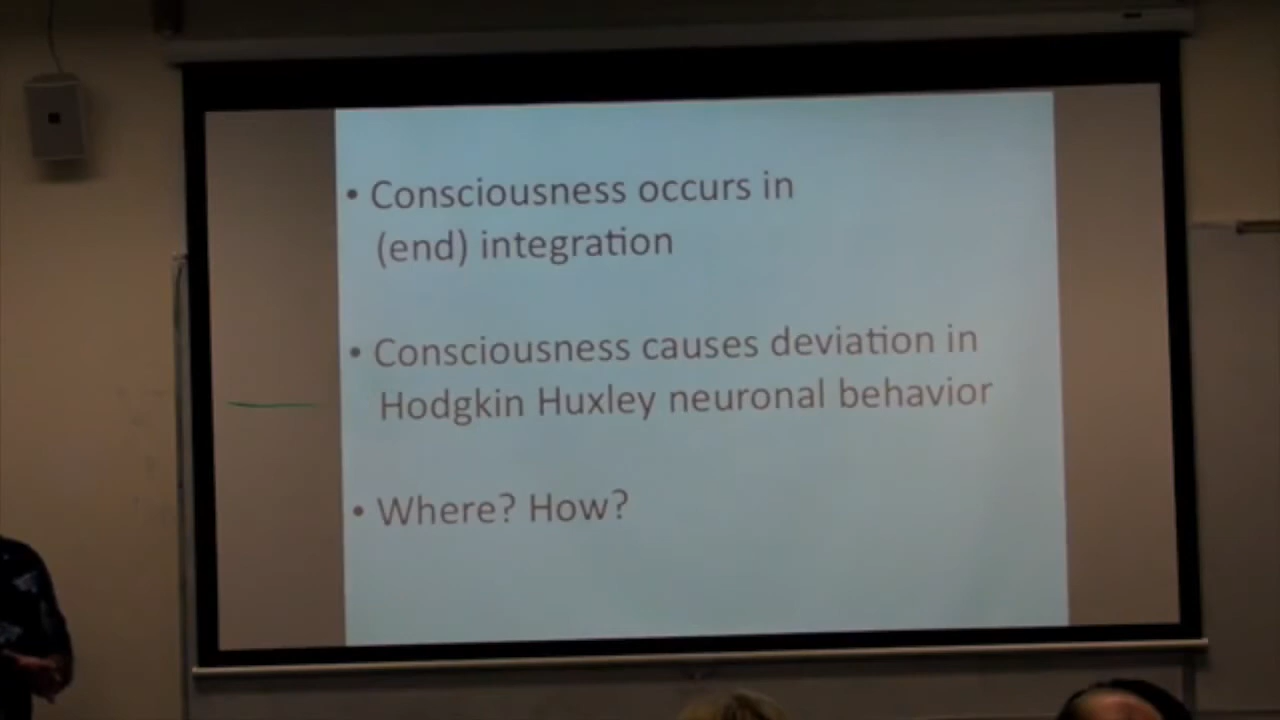 • Consciousness occurs in
(end) integration
• Consciousness causes deviation in
Hodgkin Huxley neuronal behavior
• Where? How?